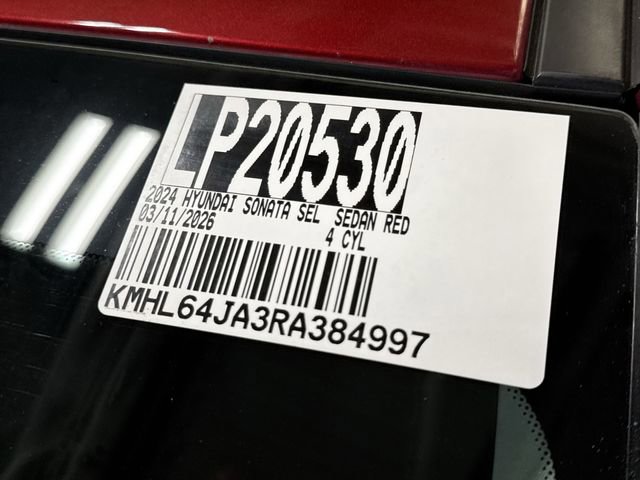 LP20530
2024 HYUNDAI SONATA SEL SEDAN RED
03/11/2026 4 CYL
KMHL64JA3RA384997